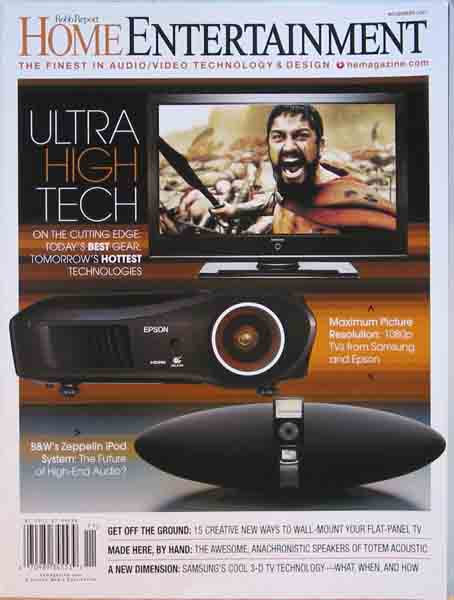 Robb Report
HOME ENTERTAINMENT
THE FINEST IN AUDIO/VIDEO TECHNOLOGY & DESIGN hemagazine.com
ULTRA
HIGH
TECH
ON THE CUTTING EDGE:
TODAY'S BEST GEAR,
TOMORROW'S HOTTEST
TECHNOLOGIES
SAMSUNG
EPSON
HDMI
Maximum Picture
Resolution: 1080p
TVs from Samsung
and Epson
B&W's Zeppelin iPod
System: The Future
of High-End Audio?
GET OFF THE GROUND: 15 CREATIVE NEW WAYS TO WALL-MOUNT YOUR FLAT-PANEL TV
MADE HERE, BY HAND: THE AWESOME, ANACHRONISTIC SPEAKERS OF TOTEM ACOUSTIC
A NEW DIMENSION: SAMSUNG'S COOL 3-D TV TECHNOLOGY—WHAT, WHEN, AND HOW